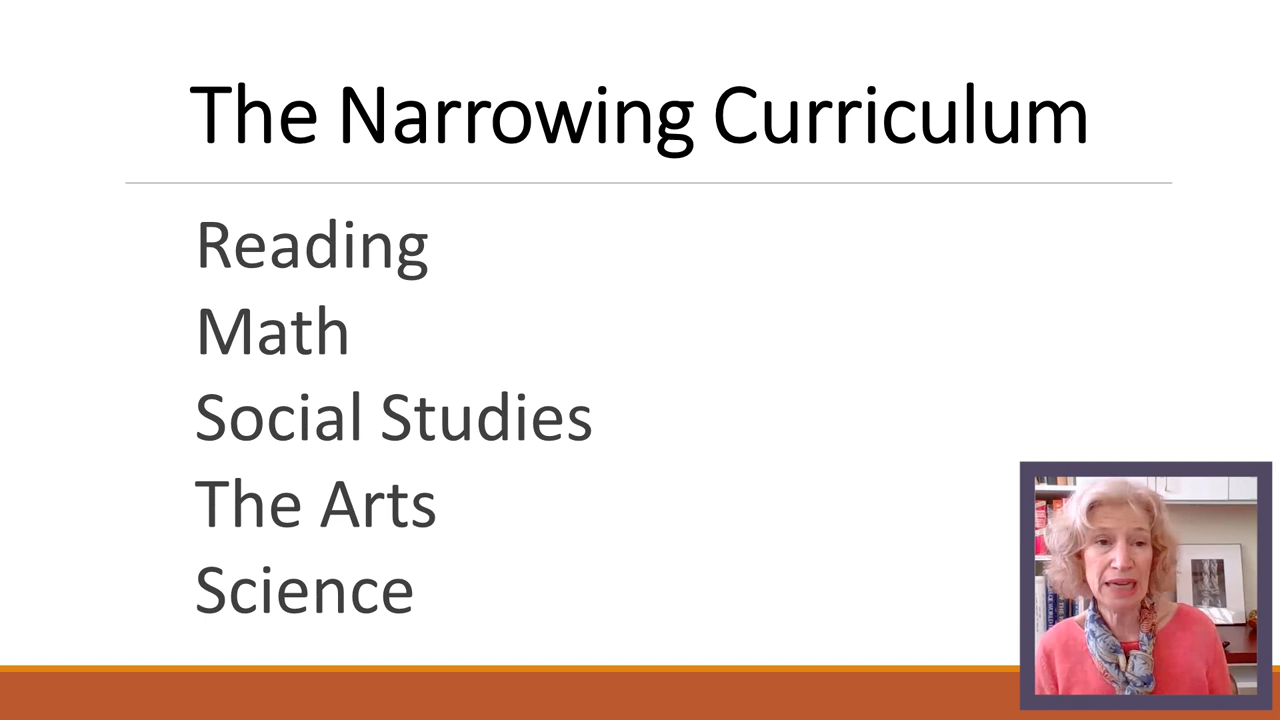 The Narrowing Curriculum
Reading
Math
Social Studies
The Arts
Science